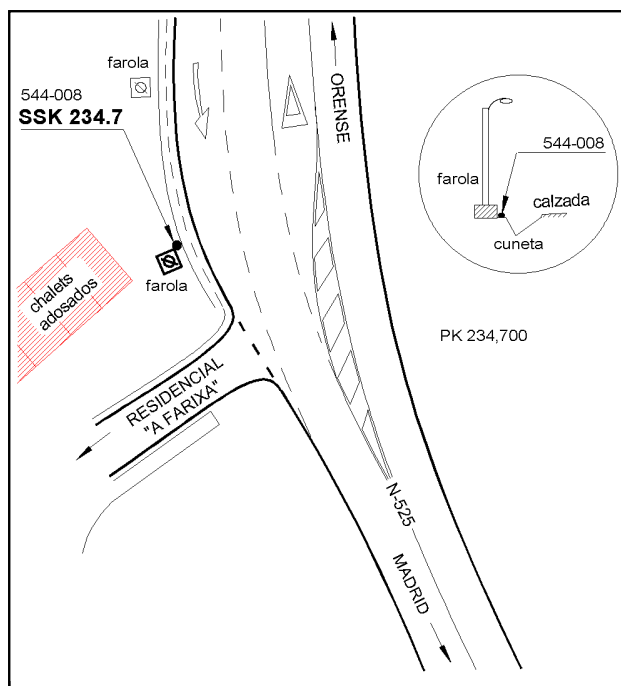 farola
544-008
SSK 234.7
ORENSE
544-008
farola
calzada
cuneta
farola
chalets
adosados
PK 234,700
RESIDENCIAL
"A FARIXA"
N-525
MADRID